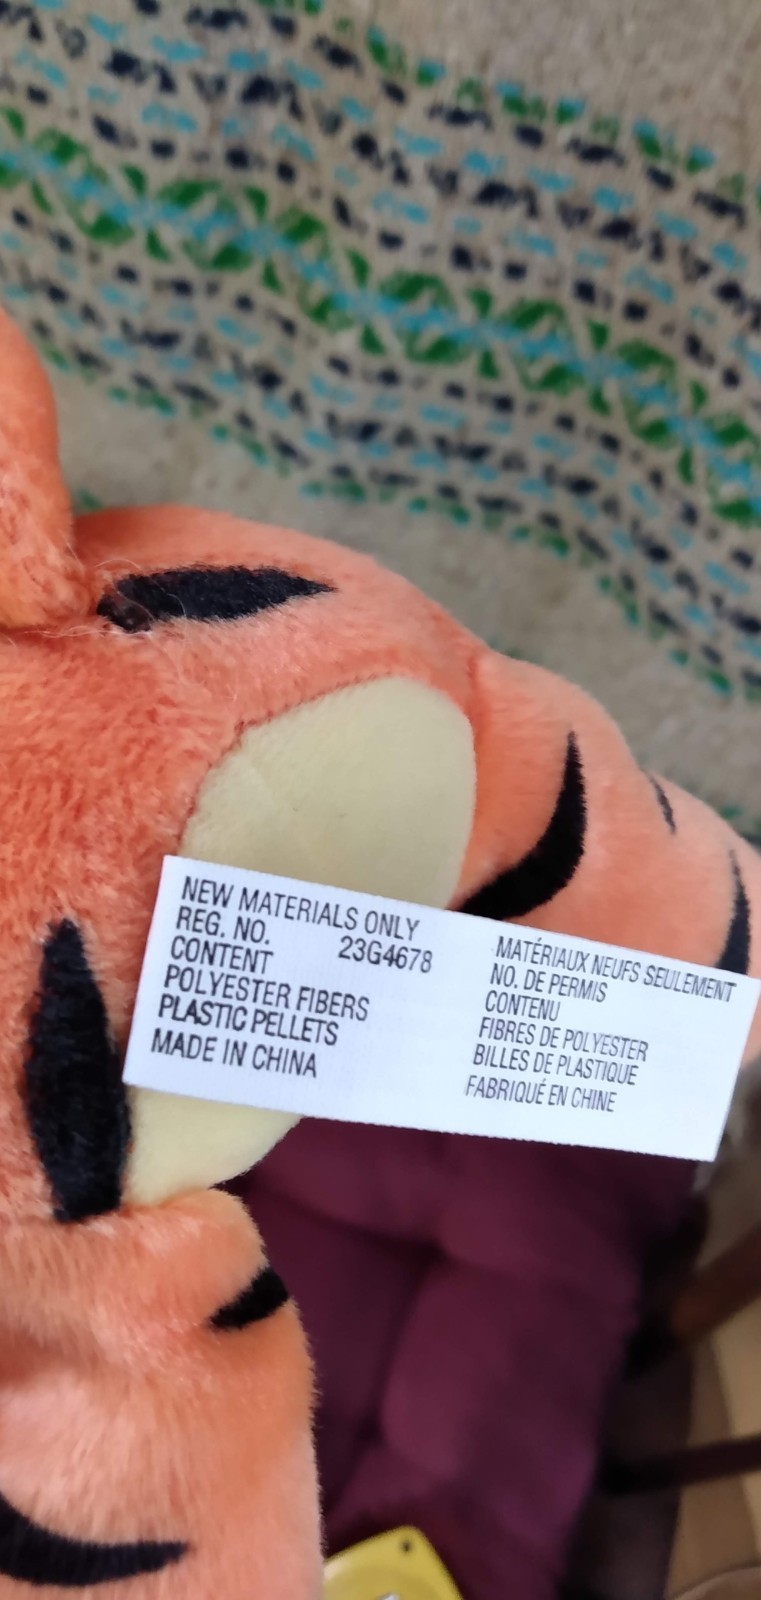 NEW MATERIALS ONLY
REG. NO. 23G4678
CONTENT
POLYESTER FIBERS
PLASTIC PELLETS
MADE IN CHINA
MATÉRIAUX NEUFS SEULEMENT
NO. DE PERMIS
CONTENU
FIBRES DE POLYESTER
BILLES DE PLASTIQUE
FABRIQUÉ EN CHINE